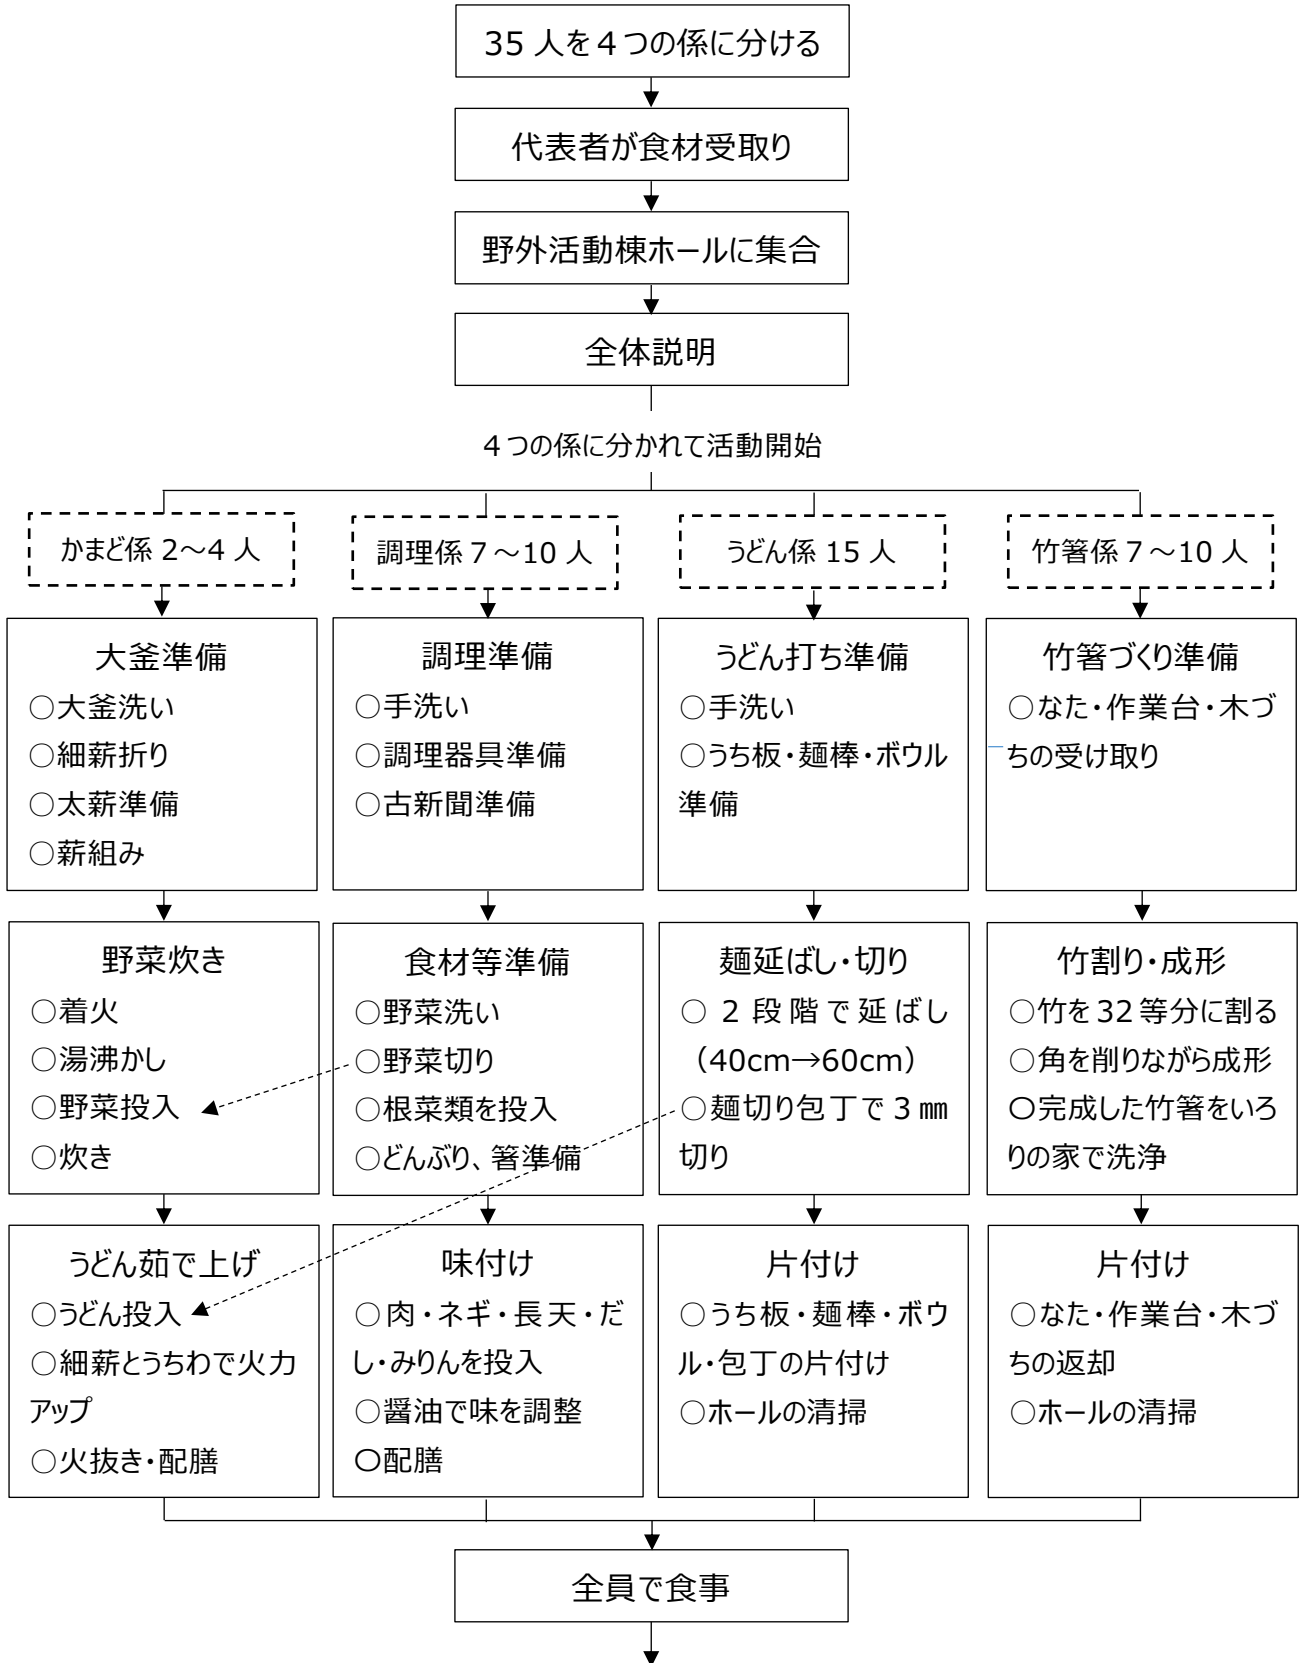 35 人を４つの係に分ける
代表者が食材受取り
野外活動棟ホールに集合
全体説明
４つの係に分かれて活動開始
かまど係 2～4 人
調理係 7～10 人
うどん係 15 人
竹箸係 7～10 人
大釜準備
○大釜洗い
○細薪折り
○太薪準備
○薪組み
調理準備
○手洗い
○調理器具準備
○古新聞準備
うどん打ち準備
○手洗い
○うち板・麺棒・ボウル
準備
竹箸づくり準備
○なた・作業台・木づ
ちの受け取り
野菜炊き
○着火
○湯沸かし
○野菜投入
○炊き
食材等準備
○野菜洗い
○野菜切り
○根菜類を投入
○どんぶり、箸準備
麺延ばし・切り
○ 2 段階で延ばし
（40cm→60cm）
○麺切り包丁で 3 ㎜
切り
竹割り・成形
○竹を 32 等分に割る
○角を削りながら成形
〇完成した竹箸をいろ
りの家で洗浄
うどん茹で上げ
○うどん投入
○細薪とうちわで火力
アップ
○火抜き・配膳
味付け
○肉・ネギ・長天・だ
し・みりんを投入
○醤油で味を調整
〇配膳
片付け
○うち板・麺棒・ボウ
ル・包丁の片付け
○ホールの清掃
片付け
○なた・作業台・木づ
ちの返却
○ホールの清掃
全員で食事